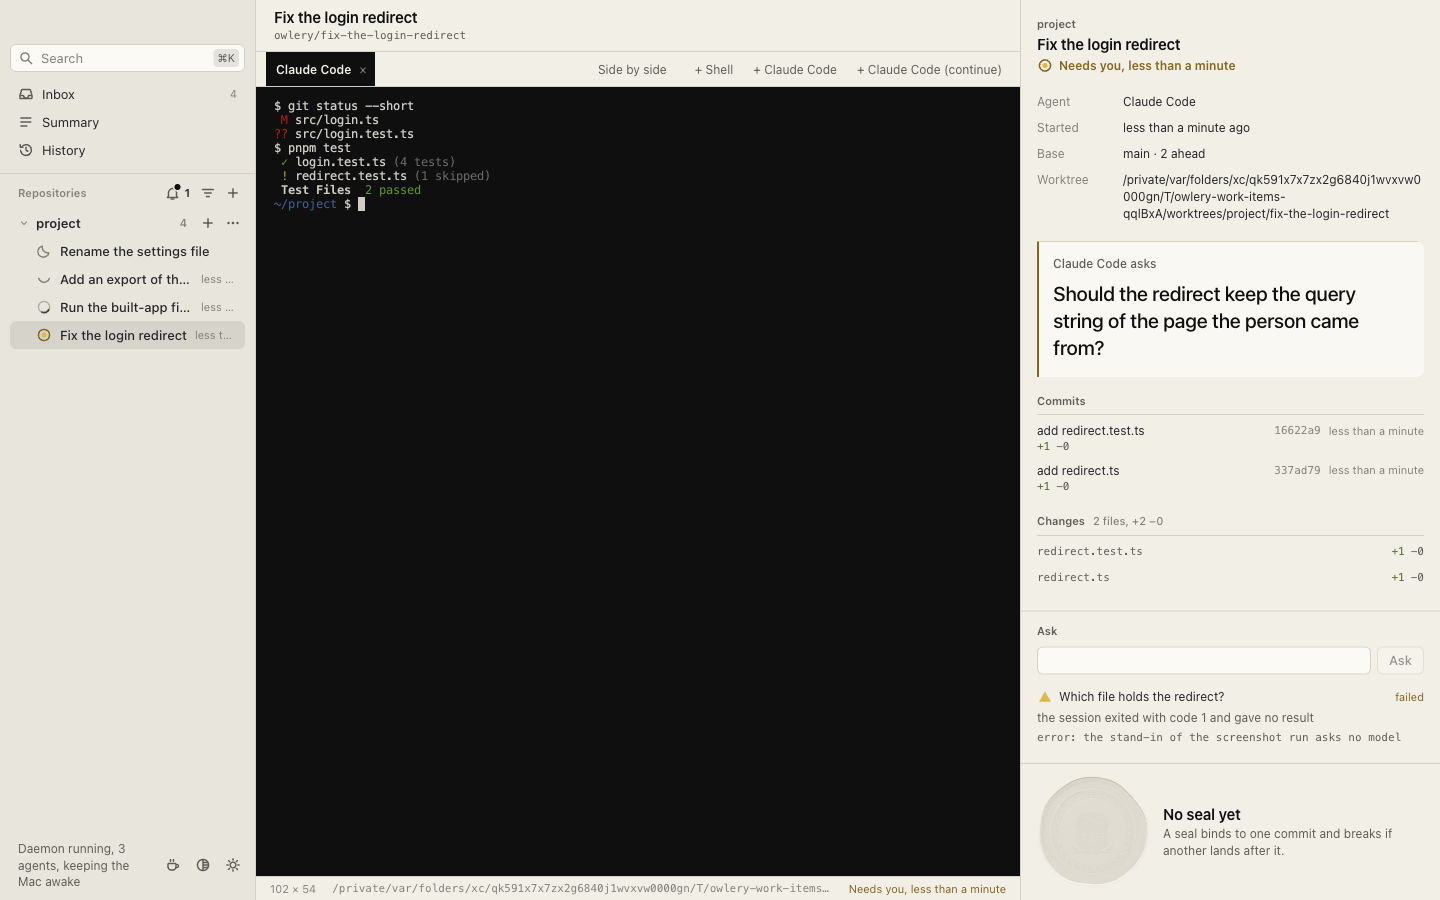 Search ⌘K
Inbox 4
Summary
History
Repositories 1
project 4
Rename the settings file
Add an export of th... less ...
Run the built-app fi... less ...
Fix the login redirect less t...
Daemon running, 3
agents, keeping the
Mac awake
Fix the login redirect
owlery/fix-the-login-redirect
Claude Code × Side by side + Shell + Claude Code + Claude Code (continue)
$ git status --short
M src/login.ts
?? src/login.test.ts
$ pnpm test
✓ login.test.ts (4 tests)
! redirect.test.ts (1 skipped)
Test Files 2 passed
~/project $
102 × 54 /private/var/folders/xc/qk591x7x7zx2g6840j1wvxvw0000gn/T/owlery-work-items… Needs you, less than a minute
project
Fix the login redirect
Needs you, less than a minute
Agent Claude Code
Started less than a minute ago
Base main · 2 ahead
Worktree /private/var/folders/xc/qk591x7x7zx2g6840j1wvxvw0
000gn/T/owlery-work-items-
qqIBxA/worktrees/project/fix-the-login-redirect
Claude Code asks
Should the redirect keep the query
string of the page the person came
from?
Commits
add redirect.test.ts 16622a9 less than a minute
+1 −0
add redirect.ts 337ad79 less than a minute
+1 −0
Changes 2 files, +2 −0
redirect.test.ts +1 −0
redirect.ts +1 −0
Ask
Ask
Which file holds the redirect? failed
the session exited with code 1 and gave no result
error: the stand-in of the screenshot run asks no model
No seal yet
A seal binds to one commit and breaks if
another lands after it.